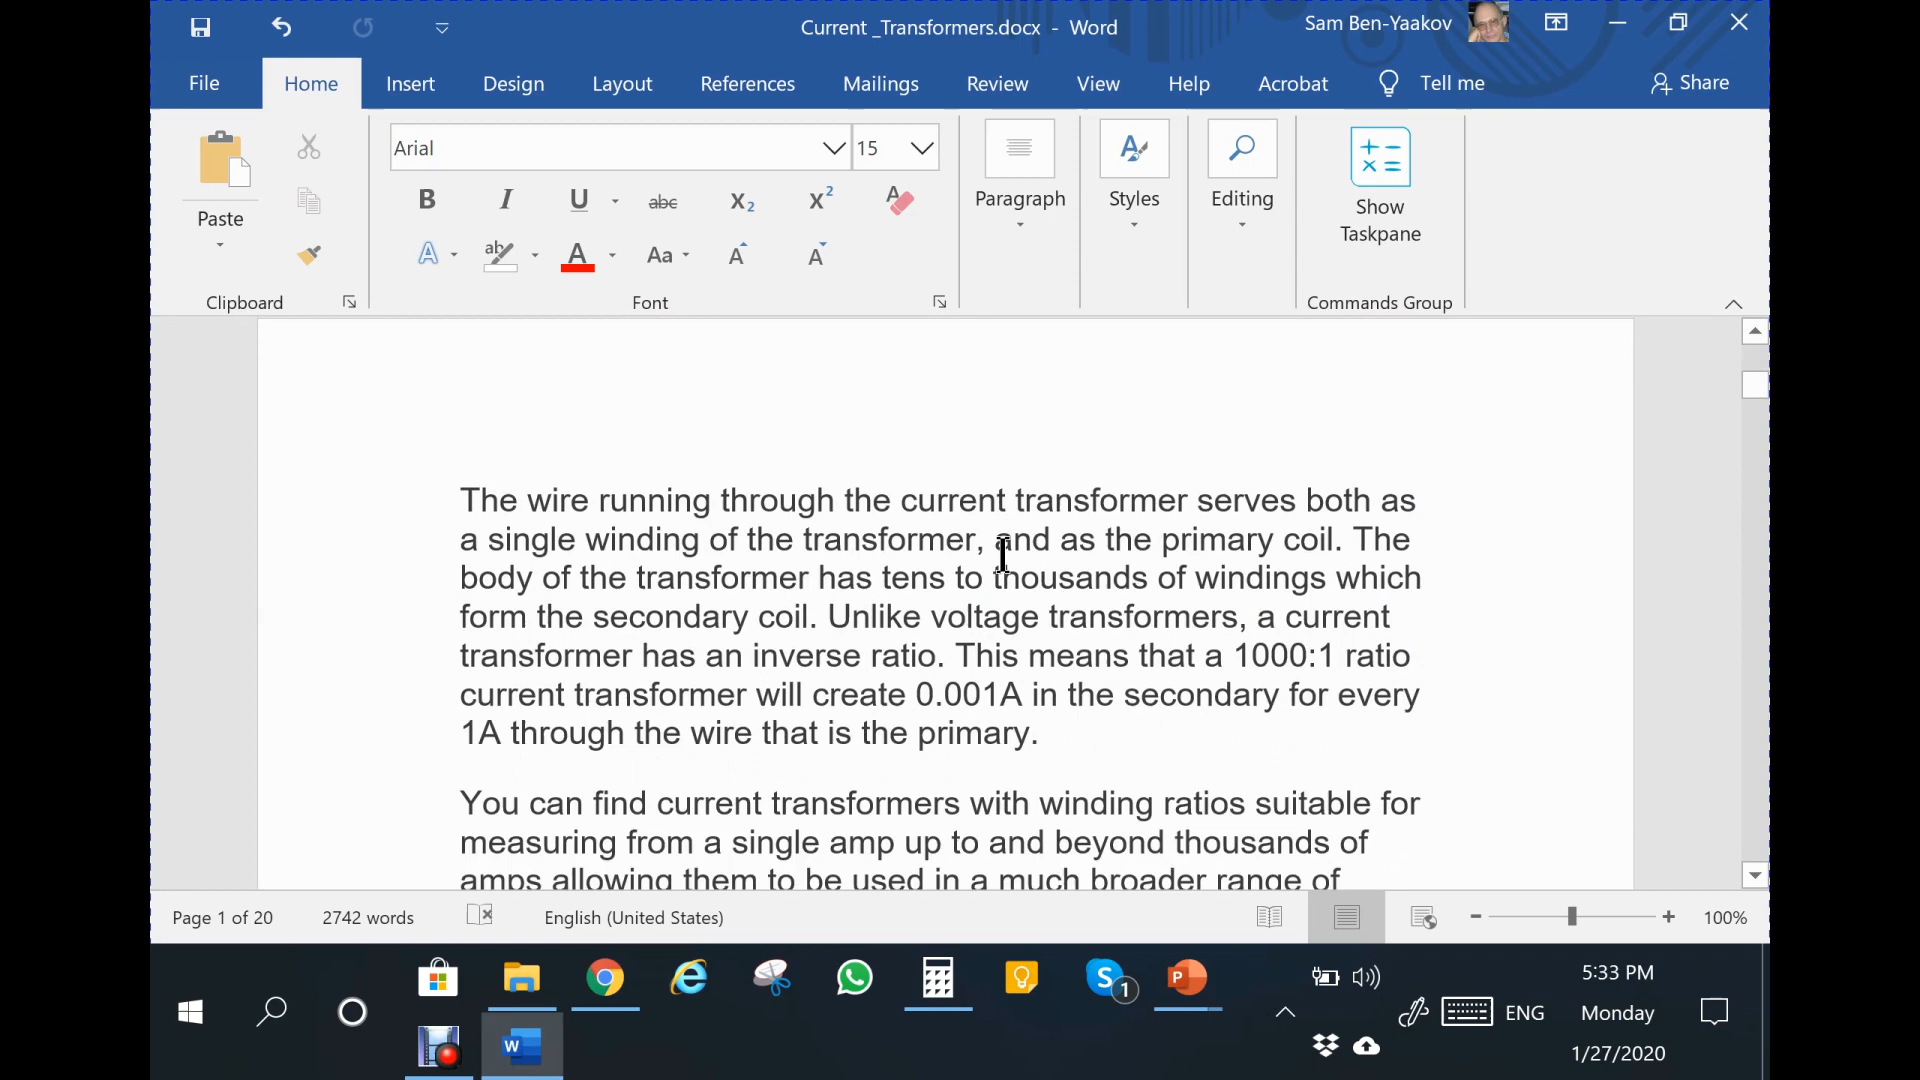 Current _Transformers.docx - Word
Sam Ben-Yaakov
File
Home
Insert
Design
Layout
References
Mailings
Review
View
Help
Acrobat
Tell me
Share
Arial
15
Paste
B
I
U
abc
X2
X2
A
A
ab
A
Aa
A
A
Paragraph
Styles
Editing
Show
Taskpane
Clipboard
Font
Commands Group
The wire running through the current transformer serves both as
a single winding of the transformer, and as the primary coil. The
body of the transformer has tens to thousands of windings which
form the secondary coil. Unlike voltage transformers, a current
transformer has an inverse ratio. This means that a 1000:1 ratio
current transformer will create 0.001A in the secondary for every
1A through the wire that is the primary.
You can find current transformers with winding ratios suitable for
measuring from a single amp up to and beyond thousands of
amps allowing them to be used in a much broader range of
Page 1 of 20
2742 words
English (United States)
100%
S
1
P
5:33 PM
W
ENG
Monday
1/27/2020